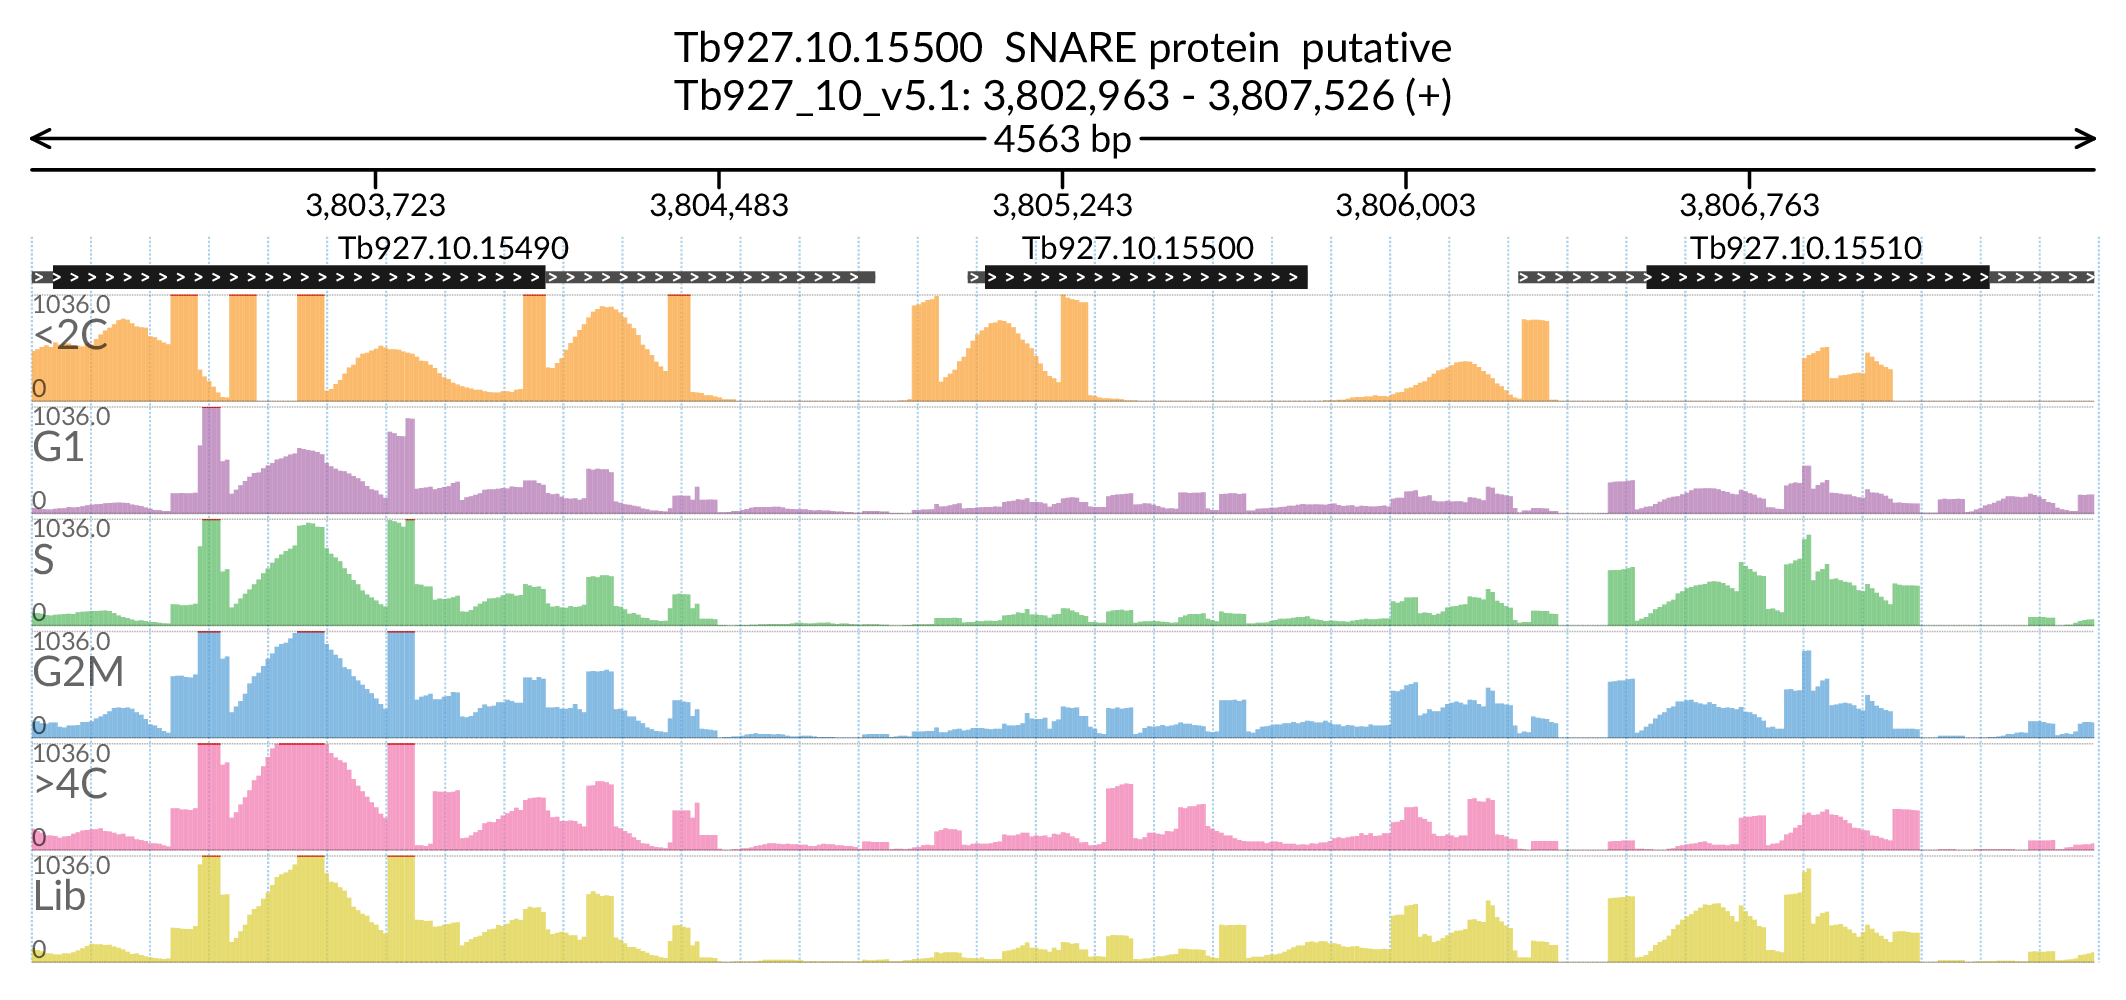 Tb927.10.15500  SNARE protein  putative
Tb927_10_v5.1: 3,802,963 - 3,807,526 (+)
4563 bp
3,803,723 3,804,483 3,805,243 3,806,003 3,806,763
Tb927.10.15490 Tb927.10.15500 Tb927.10.15510
1036.0
<2C
0
1036.0
G1
0
1036.0
S
0
1036.0
G2M
0
1036.0
>4C
0
1036.0
Lib
0